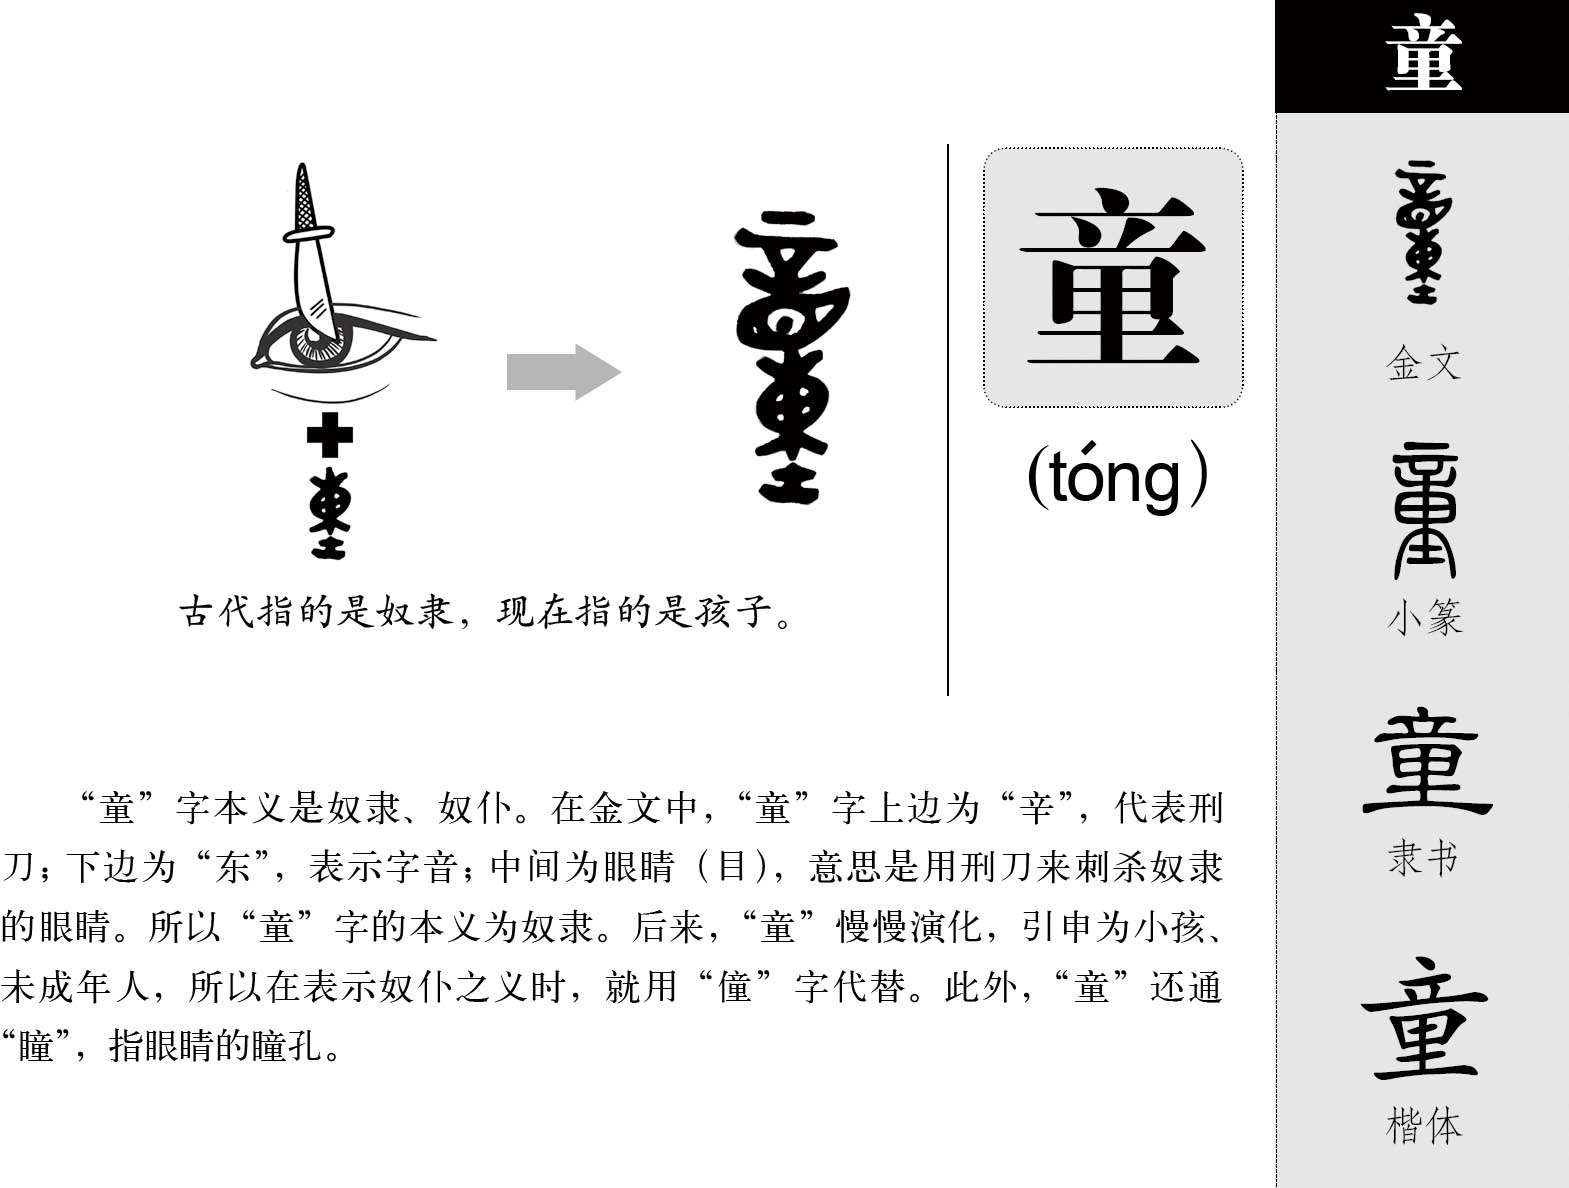 童
童
(tóng)
古代指的是奴隶，现在指的是孩子。
“童”字本义是奴隶、奴仆。在金文中，“童”字上边为“辛”，代表刑
刀；下边为“东”，表示字音；中间为眼睛（目），意思是用刑刀来刺杀奴隶
的眼睛。所以“童”字的本义为奴隶。后来，“童”慢慢演化，引申为小孩、
未成年人，所以在表示奴仆之义时，就用“僮”字代替。此外，“童”还通
“瞳”，指眼睛的瞳孔。
金文
小篆
童
隶书
童
楷体